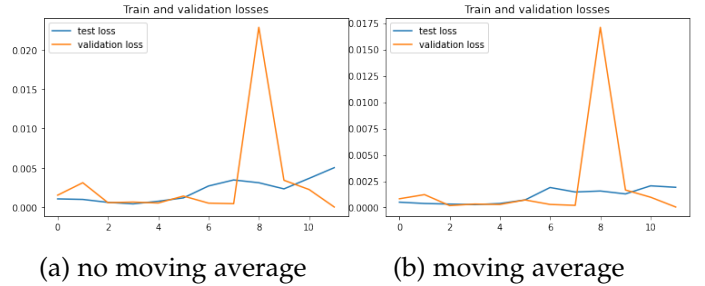 Train and validation losses
test loss
validation loss
0.020
0.015
0.010
0.005
0.000
0 2 4 6 8 10
(a) no moving average
Train and validation losses
test loss
validation loss
0.0175
0.0150
0.0125
0.0100
0.0075
0.0050
0.0025
0.0000
0 2 4 6 8 10
(b) moving average